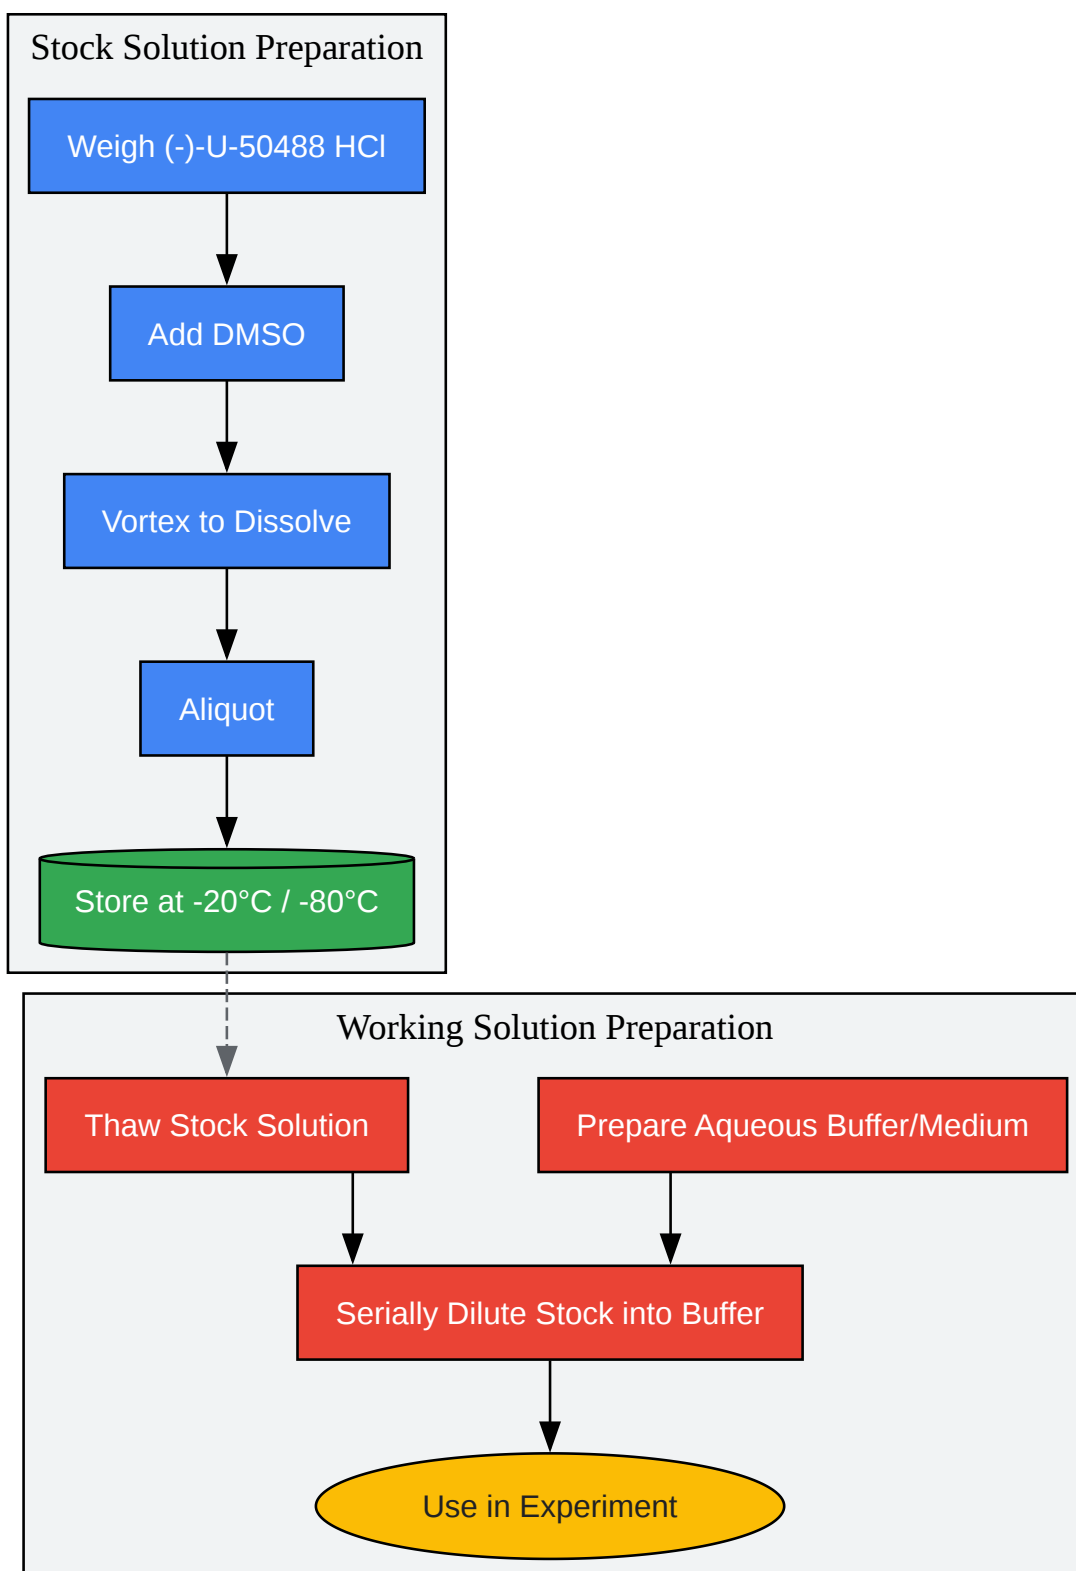 Stock Solution Preparation
Weigh (-)-U-50488 HCl
Add DMSO
Vortex to Dissolve
Aliquot
Store at -20°C / -80°C
Working Solution Preparation
Thaw Stock Solution
Prepare Aqueous Buffer/Medium
Serially Dilute Stock into Buffer
Use in Experiment